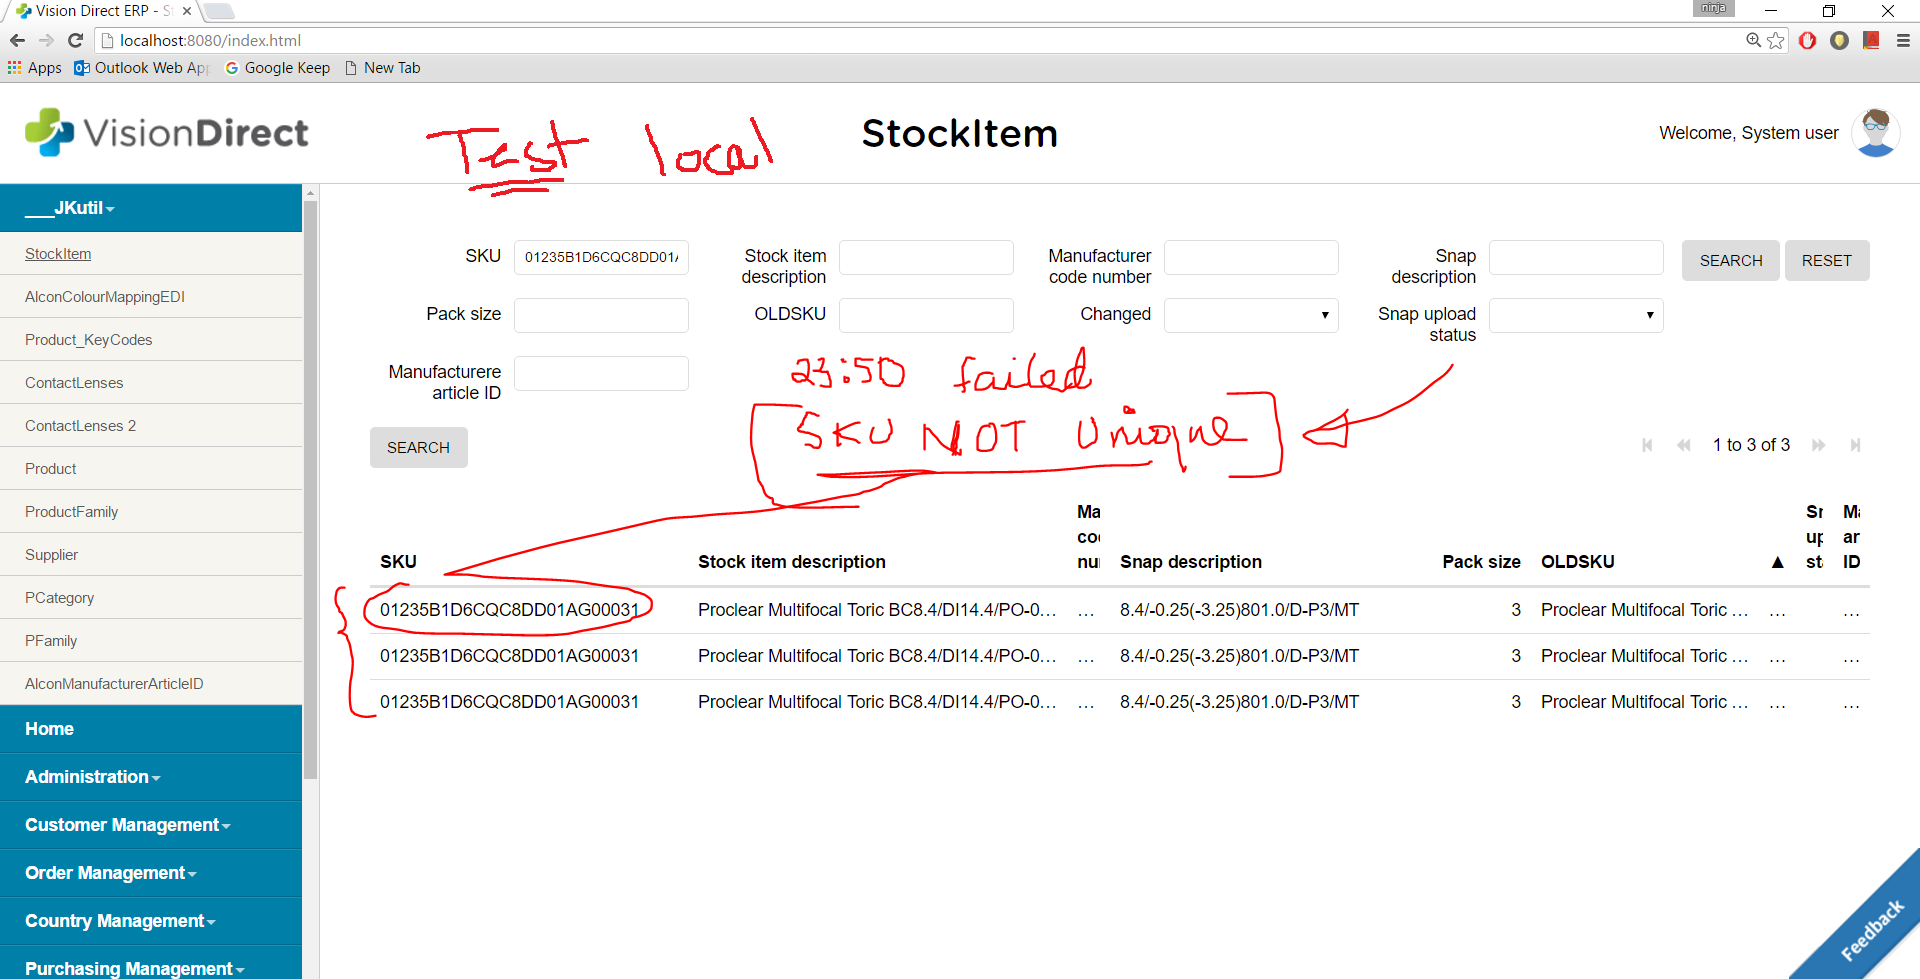 Vision Direct ERP - St
ninja
localhost:8080/index.html
Apps Outlook Web App Google Keep New Tab
VisionDirect
Test local
StockItem
Welcome, System user
___JKutil
StockItem
AlconColourMappingEDI
Product_KeyCodes
ContactLenses
ContactLenses 2
Product
ProductFamily
Supplier
PCategory
PFamily
AlconManufacturerArticleID
Home
Administration
Customer Management
Order Management
Country Management
Purchasing Management
SKU 01235B1D6CQC8DD01A
Stock item description
Manufacturer code number
Snap description
SEARCH RESET
Pack size
OLDSKU
Changed
Snap upload status
Manufacturere article ID
23:50 failed
SKU NOT Unique
SEARCH
1 to 3 of 3
SKU Stock item description Ma coc nu Snap description Pack size OLDSKU ▲ Sr up sta Ma ar ID
01235B1D6CQC8DD01AG00031 Proclear Multifocal Toric BC8.4/DI14.4/PO-0... ... 8.4/-0.25(-3.25)801.0/D-P3/MT 3 Proclear Multifocal Toric ... ... ...
01235B1D6CQC8DD01AG00031 Proclear Multifocal Toric BC8.4/DI14.4/PO-0... ... 8.4/-0.25(-3.25)801.0/D-P3/MT 3 Proclear Multifocal Toric ... ... ...
01235B1D6CQC8DD01AG00031 Proclear Multifocal Toric BC8.4/DI14.4/PO-0... ... 8.4/-0.25(-3.25)801.0/D-P3/MT 3 Proclear Multifocal Toric ... ... ...
Feedback